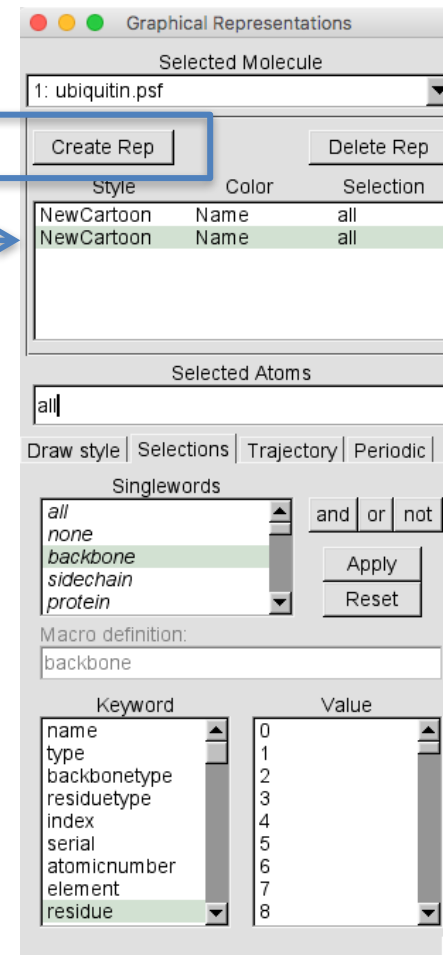 Graphical Representations
Selected Molecule
1: ubiquitin.psf
Create Rep Delete Rep
Style Color Selection
NewCartoon Name all
NewCartoon Name all
Selected Atoms
all
Draw style Selections Trajectory Periodic
Singlewords
all
none
backbone
sidechain
protein
and or not
Apply
Reset
Macro definition:
backbone
Keyword
name
type
backbonetype
residuetype
index
serial
atomicnumber
element
residue
Value
0
1
2
3
4
5
6
7
8